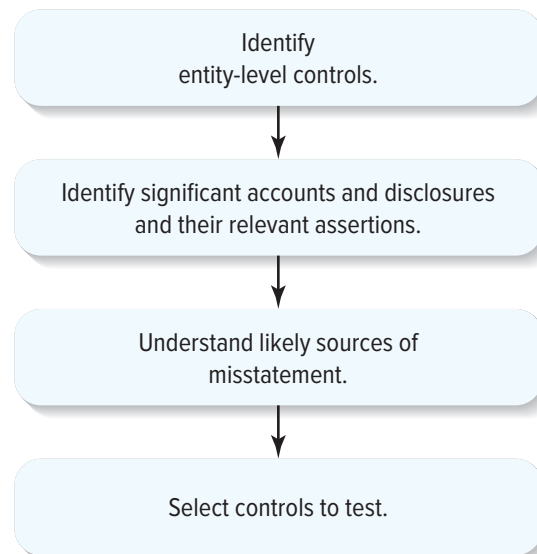 Identify
entity-level controls.
Identify significant accounts and disclosures
and their relevant assertions.
Understand likely sources of
misstatement.
Select controls to test.